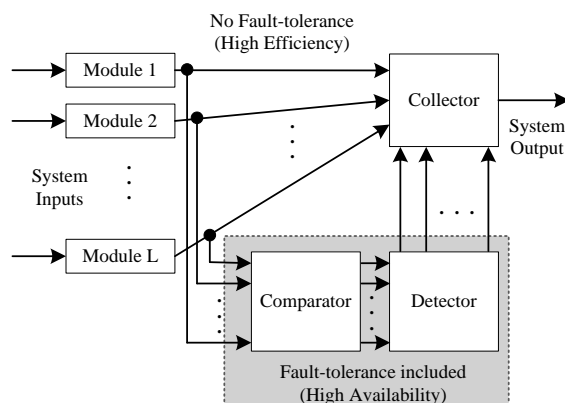 No Fault-tolerance
(High Efficiency)
Module 1
Module 2
System
Inputs
Module L
Collector
System
Output
Comparator
Detector
Fault-tolerance included
(High Availability)